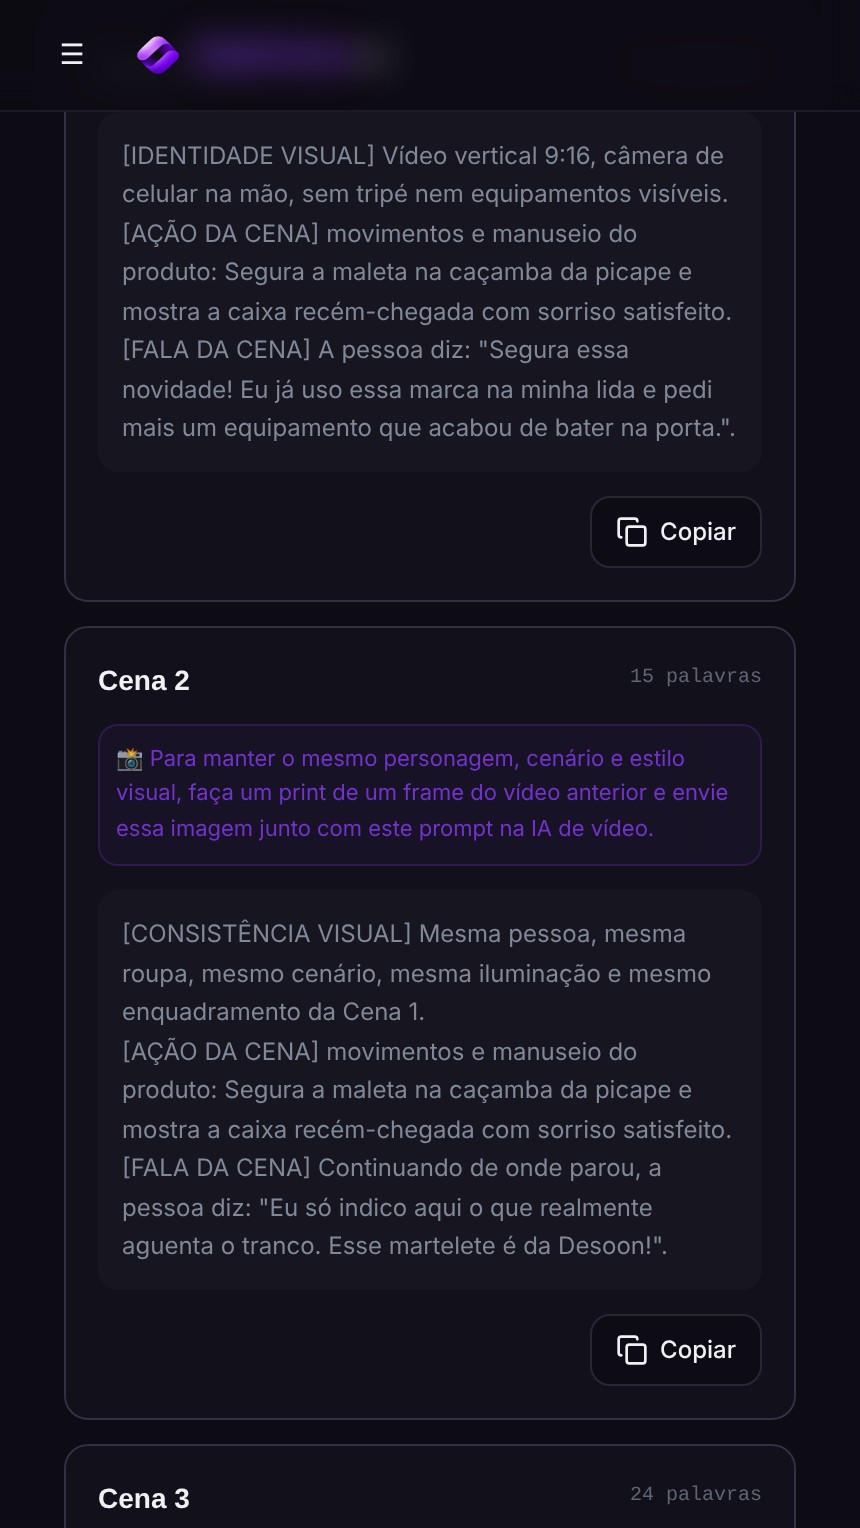 [IDENTIDADE VISUAL] Vídeo vertical 9:16, câmera de
celular na mão, sem tripé nem equipamentos visíveis.
[AÇÃO DA CENA] movimentos e manuseio do
produto: Segura a maleta na caçamba da picape e
mostra a caixa recém-chegada com sorriso satisfeito.
[FALA DA CENA] A pessoa diz: "Segura essa
novidade! Eu já uso essa marca na minha lida e pedi
mais um equipamento que acabou de bater na porta.".
Copiar
Cena 2
15 palavras
📸 Para manter o mesmo personagem, cenário e estilo
visual, faça um print de um frame do vídeo anterior e envie
essa imagem junto com este prompt na IA de vídeo.
[CONSISTÊNCIA VISUAL] Mesma pessoa, mesma
roupa, mesmo cenário, mesma iluminação e mesmo
enquadramento da Cena 1.
[AÇÃO DA CENA] movimentos e manuseio do
produto: Segura a maleta na caçamba da picape e
mostra a caixa recém-chegada com sorriso satisfeito.
[FALA DA CENA] Continuando de onde parou, a
pessoa diz: "Eu só indico aqui o que realmente
aguenta o tranco. Esse martelete é da Desoon!".
Copiar
Cena 3
24 palavras